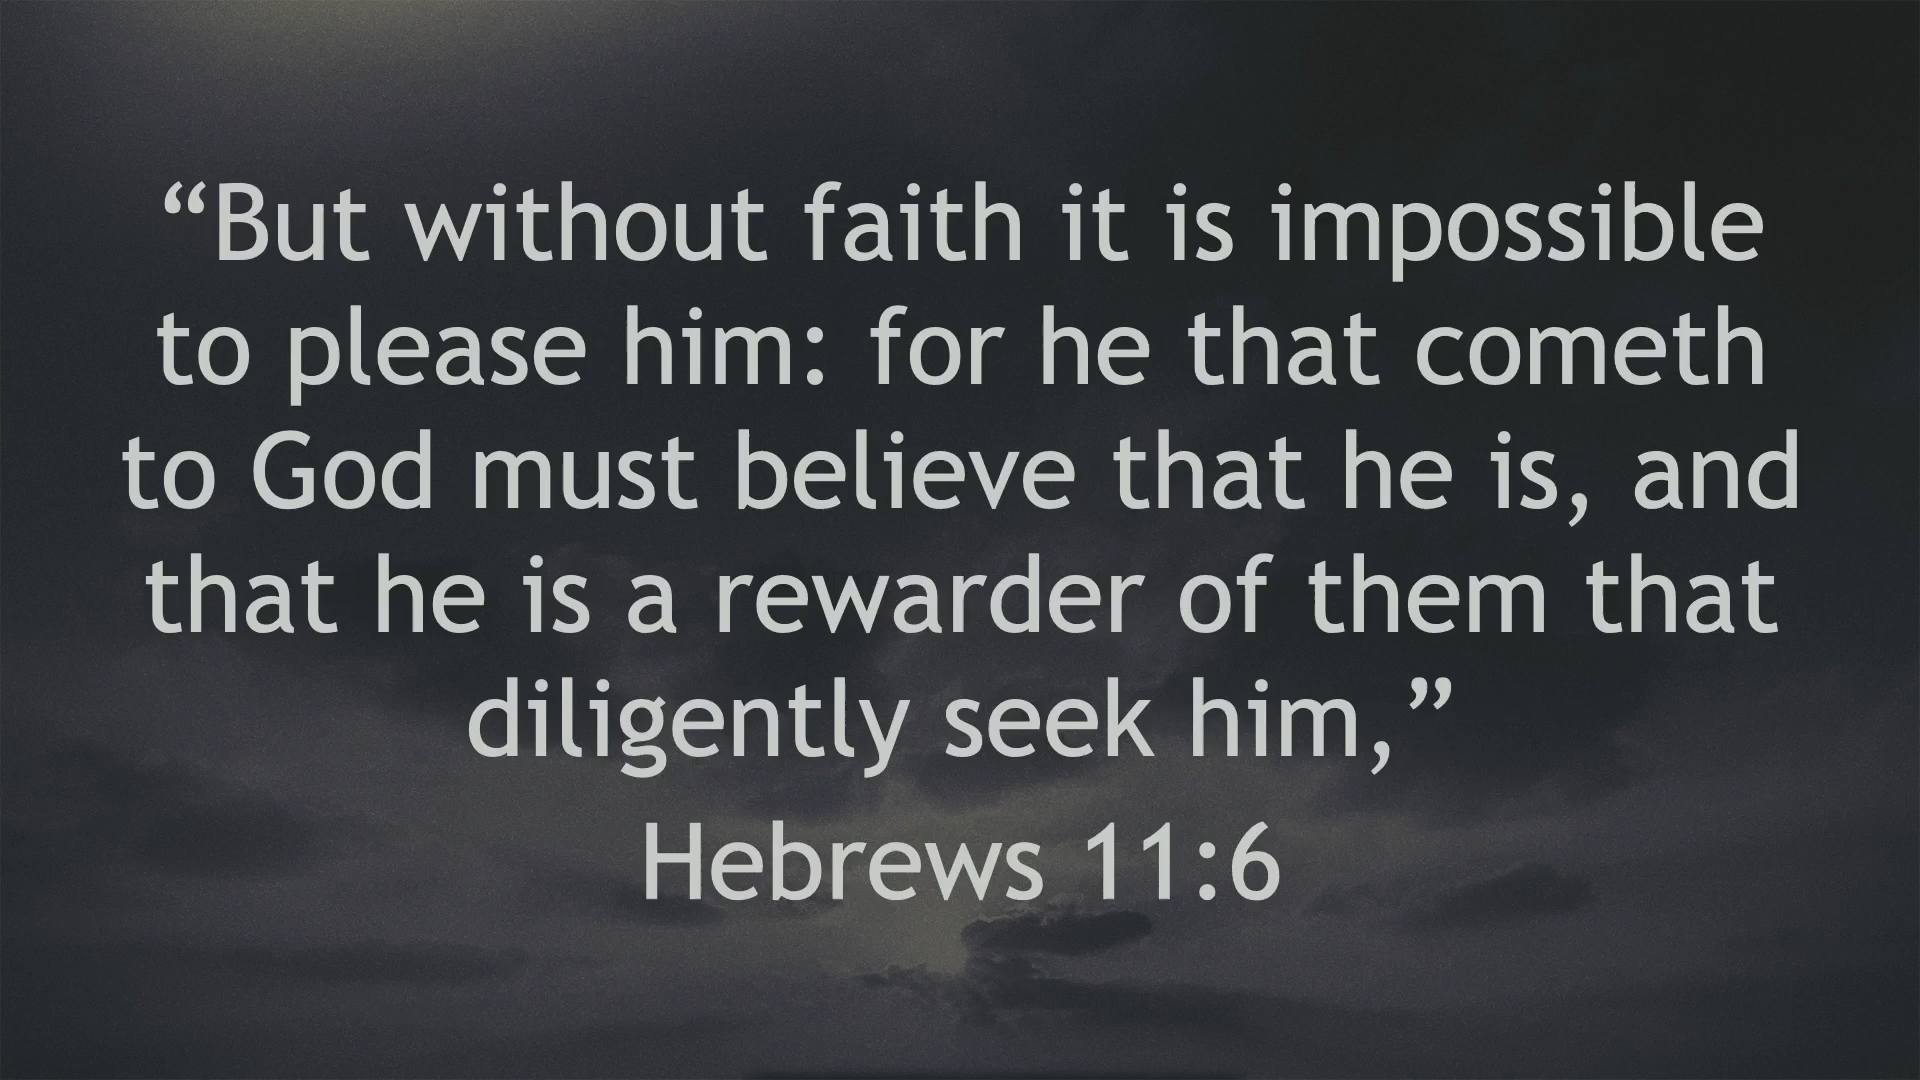 “But without faith it is impossible
to please him: for he that cometh
to God must believe that he is, and
that he is a rewarder of them that
diligently seek him,”
Hebrews 11:6